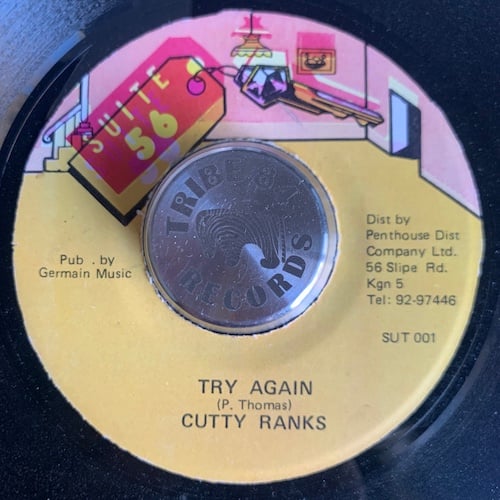 SUITE
56
TRIBE 84
RECORDS
Pub . by
Germain Music
Dist by
Penthouse Dist
Company Ltd.
56 Slipe Rd.
Kgn 5
Tel: 92-97446
SUT 001
TRY AGAIN
(P. Thomas)
CUTTY RANKS